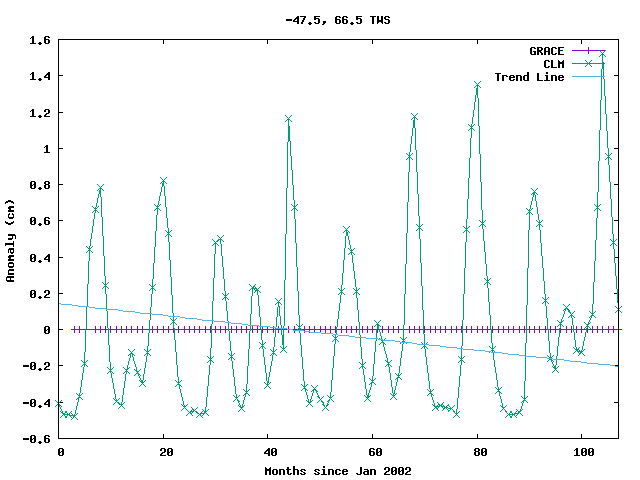 -47.5, 66.5 TWS
GRACE
CLM
Trend Line
Anomaly (cm)
1.6
1.4
1.2
1
0.8
0.6
0.4
0.2
0
-0.2
-0.4
-0.6
0 20 40 60 80 100
Months since Jan 2002